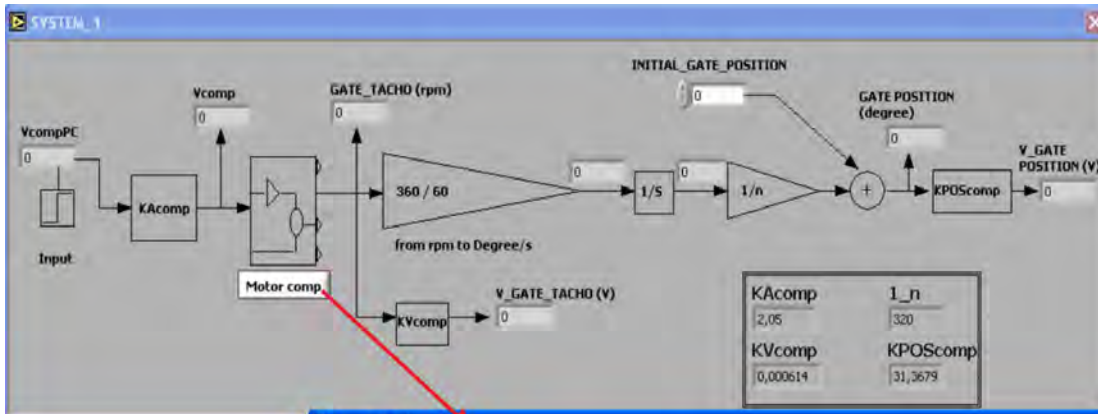 SYSTEM_1
INITIAL_GATE_POSITION
0
Vcomp
0
GATE_TACHO (rpm)
0
GATE POSITION
(degree)
0
VcompPC
0
V_GATE
POSITION (V)
0
KAcomp
360 / 60
0
1/S
0
1/n
+
KPOScomp
Input
from rpm to Degree/s
Motor comp
V_GATE_TACHO (V)
0
KVcomp
KAcomp 1_n
2,05 320
KVcomp KPOScomp
0,000614 31,3679